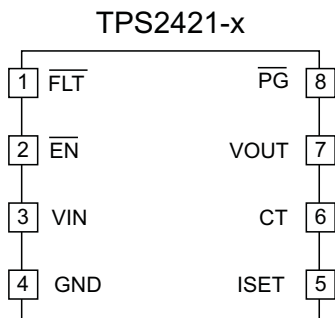 TPS2421-x
1 FLT PG 8
2 EN VOUT 7
3 VIN CT 6
4 GND ISET 5